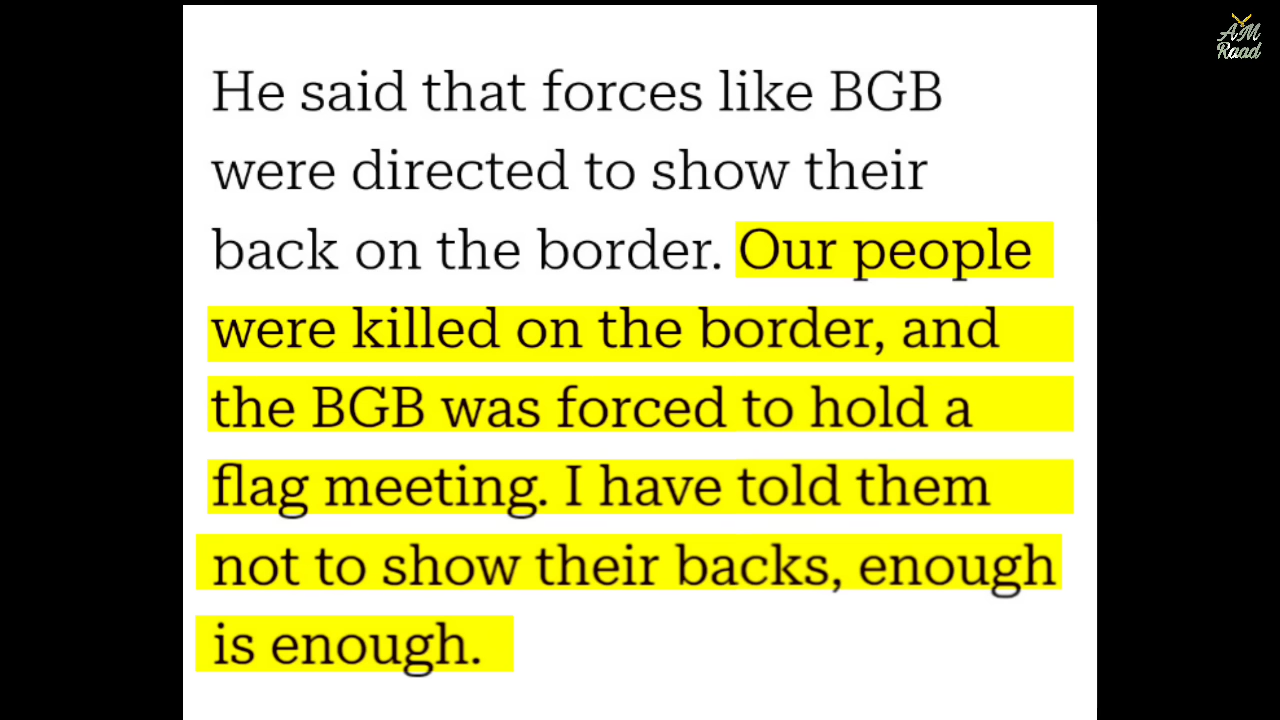 He said that forces like BGB
were directed to show their
back on the border. Our people
were killed on the border, and
the BGB was forced to hold a
flag meeting. I have told them
not to show their backs, enough
is enough.
AM
Raad